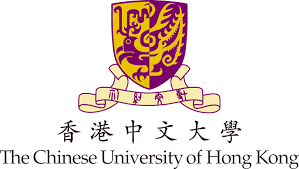 香港中文大學
The Chinese University of Hong Kong